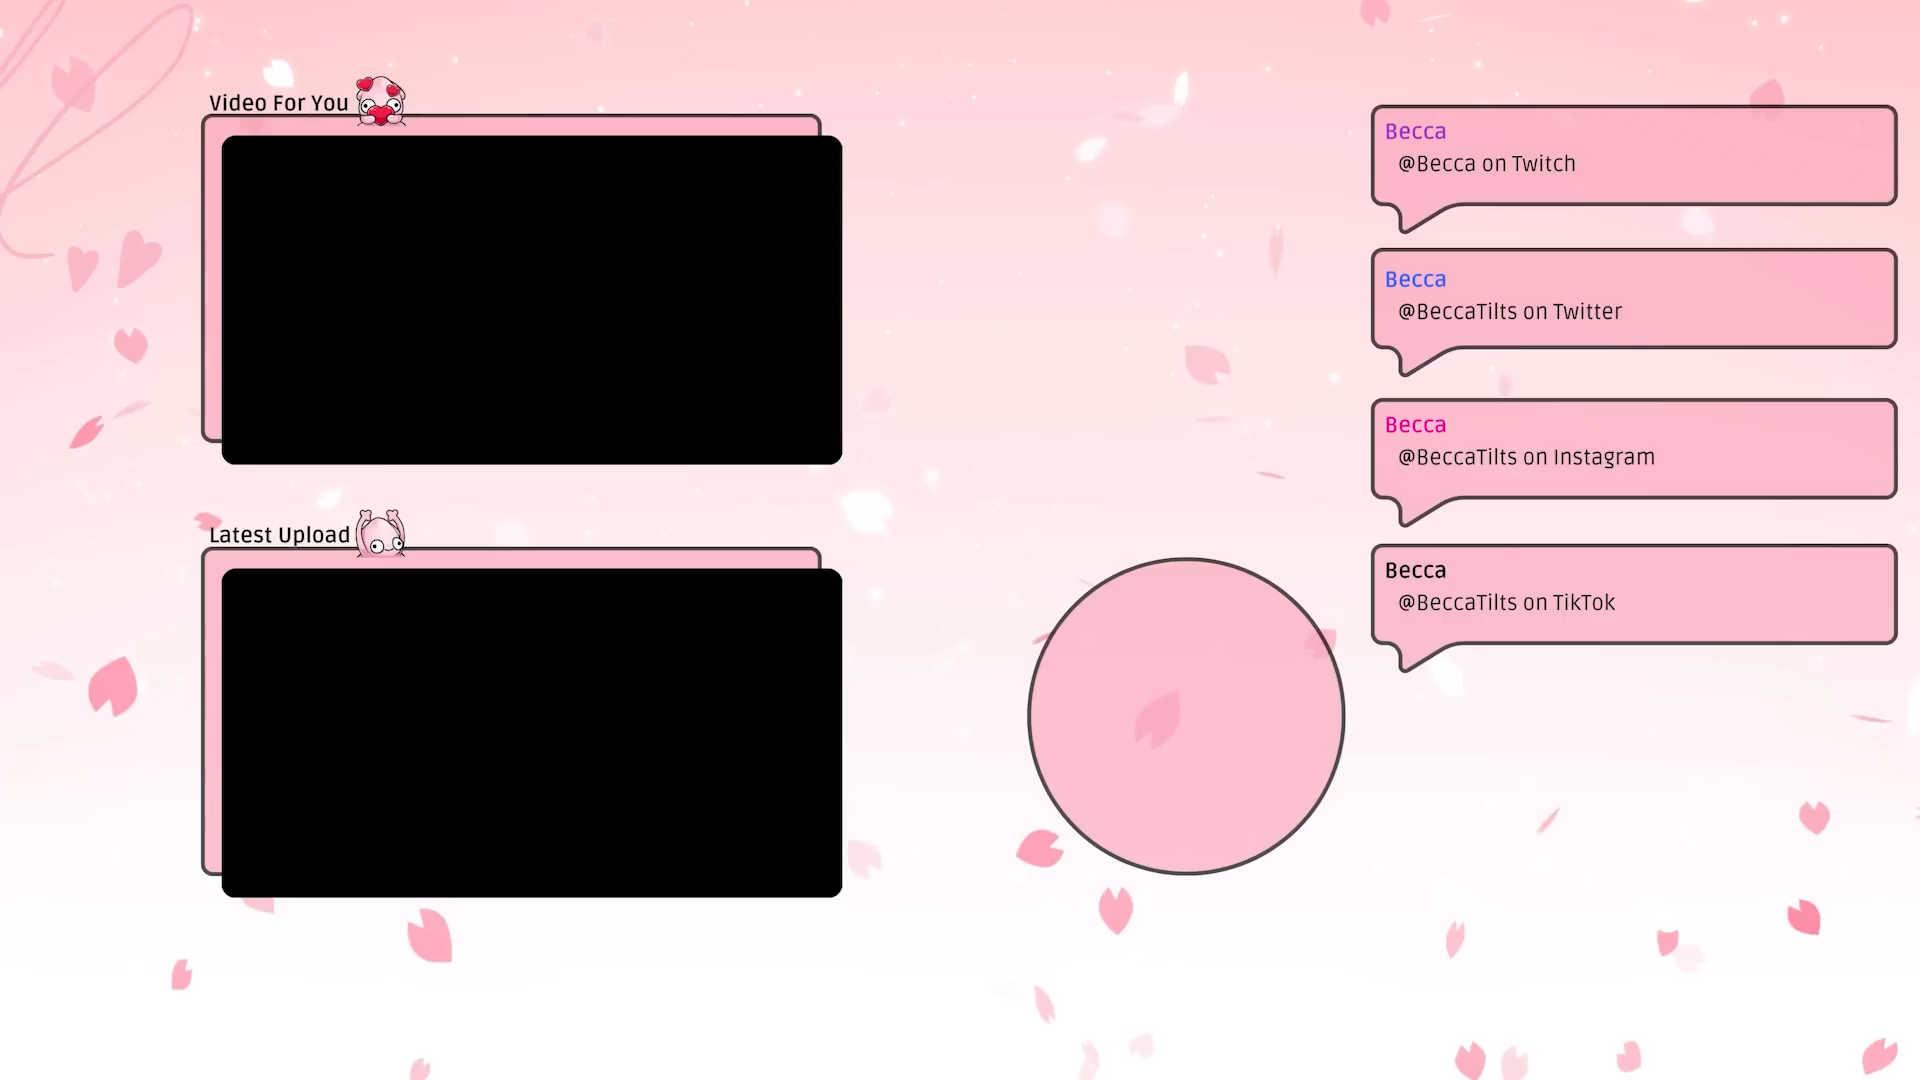 Video For You
Latest Upload
Becca
@Becca on Twitch
Becca
@BeccaTilts on Twitter
Becca
@BeccaTilts on Instagram
Becca
@BeccaTilts on TikTok